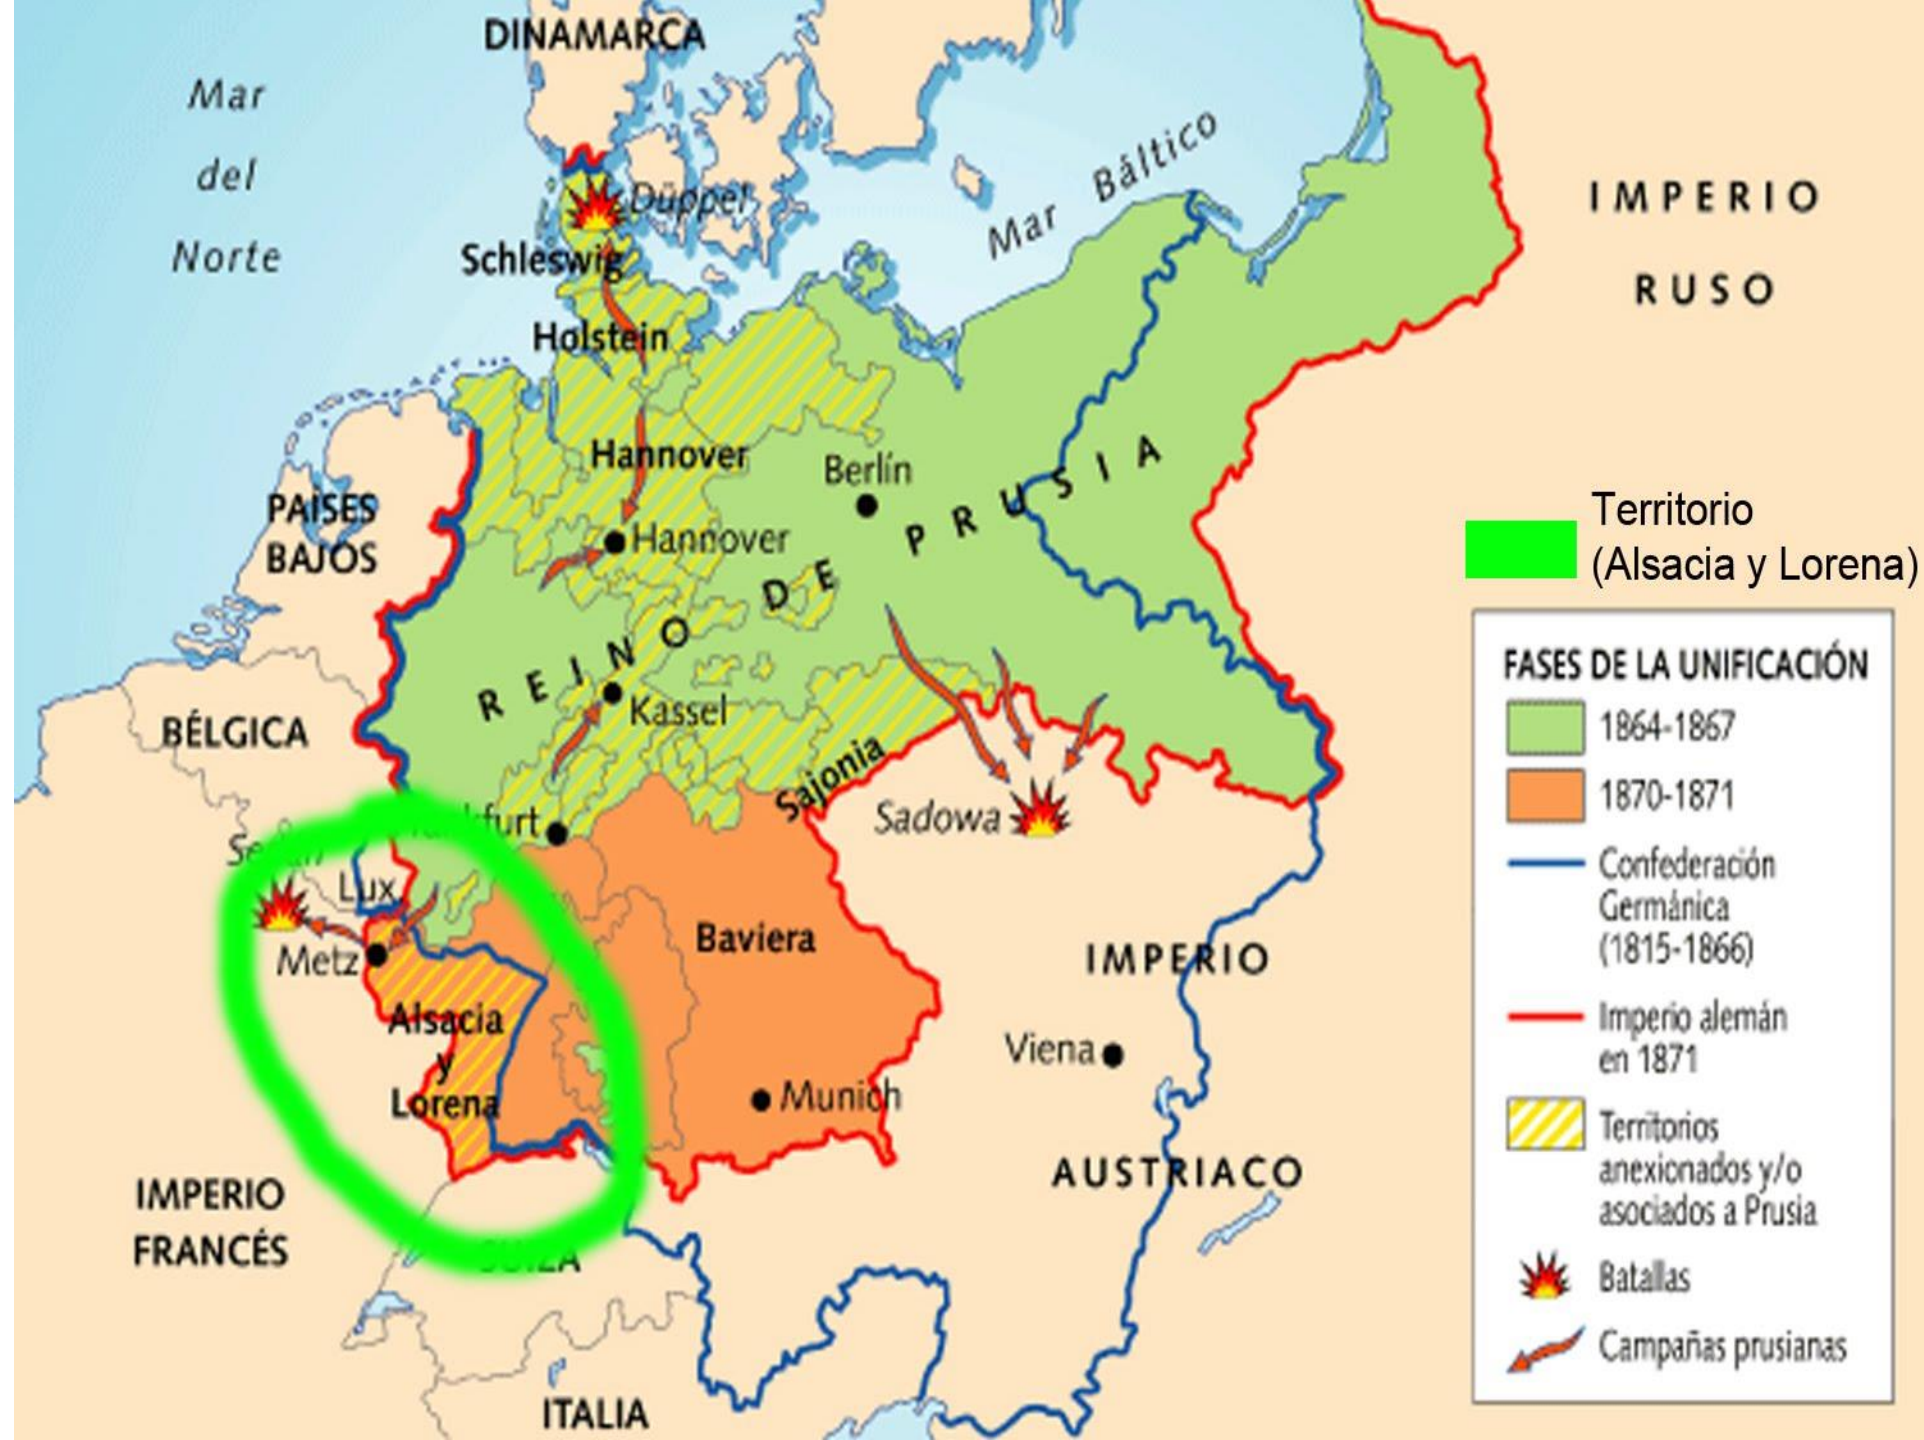 DINAMARCA
Mar
del
Norte
Düppel
Schleswig
Holstein
Mar Báltico
IMPERIO
RUSO
Hannover
Berlín
PAÍSES
BAJOS
Hannover
REINO DE PRUSIA
Kassel
BÉLGICA
Sajonia
Sadowa
Lux.
Metz
Baviera
Alsacia
y
Lorena
Munich
IMPERIO
Viena
AUSTRIACO
IMPERIO
FRANCÉS
SUIZA
ITALIA
Territorio
(Alsacia y Lorena)
FASES DE LA UNIFICACIÓN
1864-1867
1870-1871
Confederación
Germánica
(1815-1866)
Imperio alemán
en 1871
Territorios
anexionados y/o
asociados a Prusia
Batallas
Campañas prusianas